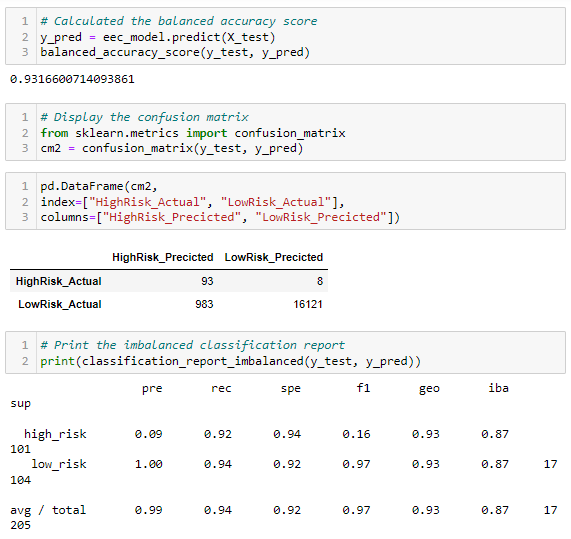 1 # Calculated the balanced accuracy score
2 y_pred = eec_model.predict(X_test)
3 balanced_accuracy_score(y_test, y_pred)
0.9316600714093861
1 # Display the confusion matrix
2 from sklearn.metrics import confusion_matrix
3 cm2 = confusion_matrix(y_test, y_pred)
1 pd.DataFrame(cm2,
2 index=["HighRisk_Actual", "LowRisk_Actual"],
3 columns=["HighRisk_Precicted", "LowRisk_Precicted"])
HighRisk_Precicted LowRisk_Precicted
HighRisk_Actual 93 8
LowRisk_Actual 983 16121
1 # Print the imbalanced classification report
2 print(classification_report_imbalanced(y_test, y_pred))
pre rec spe f1 geo iba
sup
high_risk 0.09 0.92 0.94 0.16 0.93 0.87
101
low_risk 1.00 0.94 0.92 0.97 0.93 0.87 17
104
avg / total 0.99 0.94 0.92 0.97 0.93 0.87 17
205